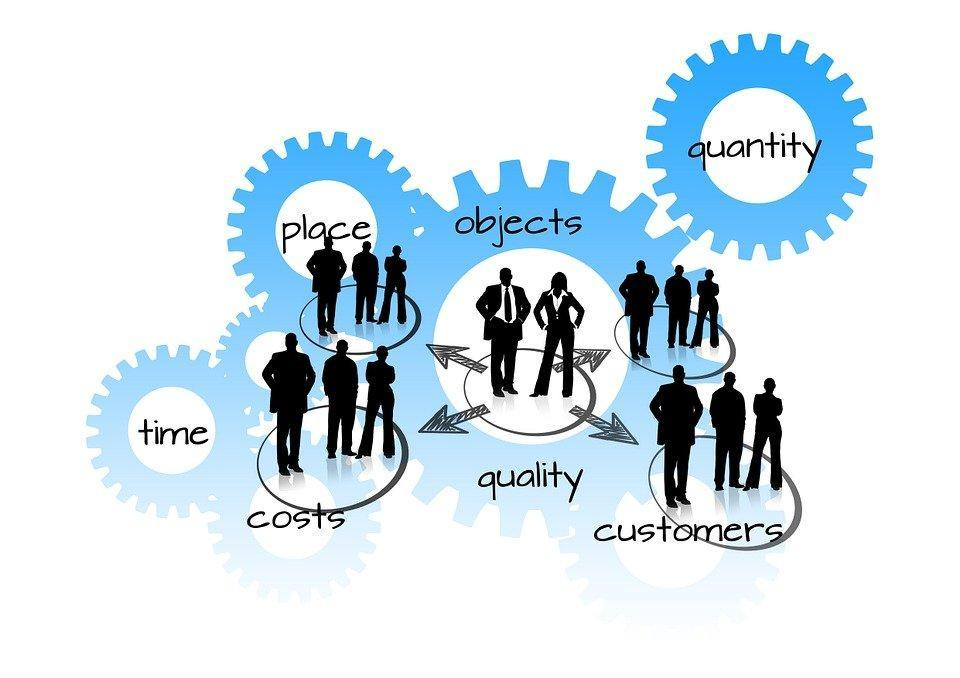 quantity
place
objects
time
quality
costs
customers